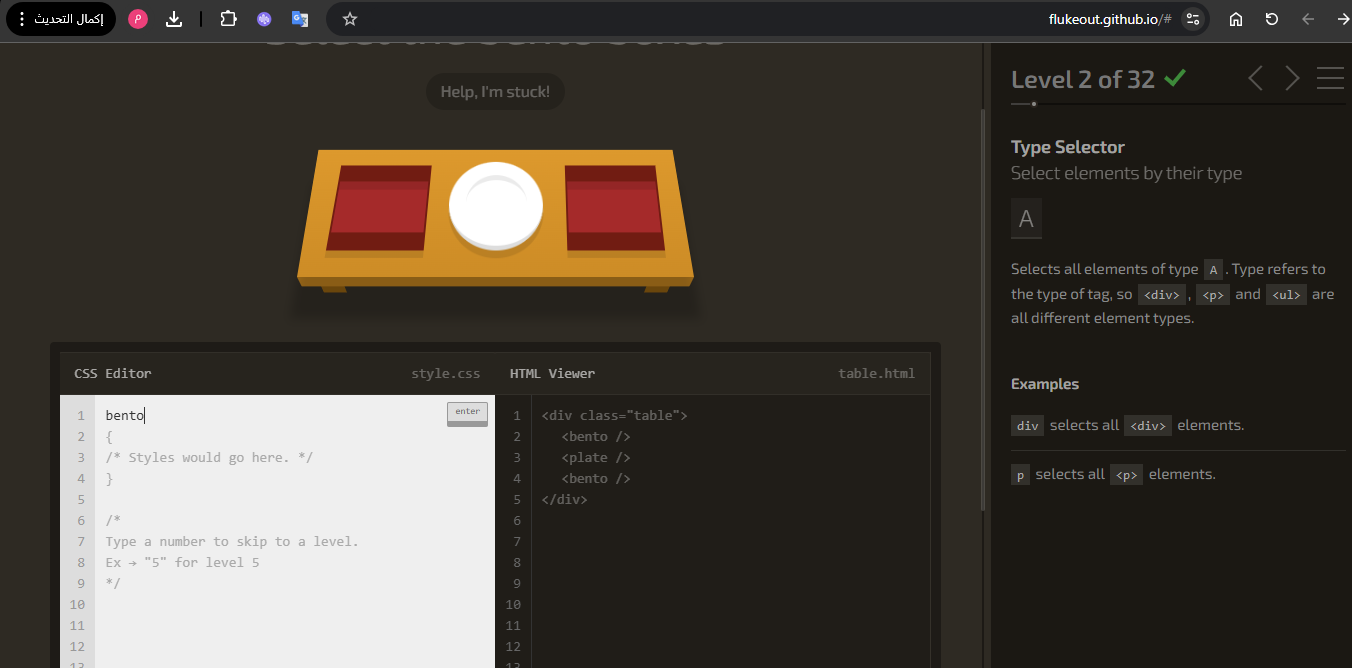 إكمال التحديث
flukeout.github.io/#
Help, I'm stuck!
CSS Editor
style.css
1 bento
enter
2 {
3 /* Styles would go here. */
4 }
5
6 /*
7 Type a number to skip to a level.
8 Ex → "5" for level 5
9 */
10
11
12
HTML Viewer
table.html
1 <div class="table">
2 <bento />
3 <plate />
4 <bento />
5 </div>
6
7
8
9
10
11
12
Level 2 of 32
Type Selector
Select elements by their type
A
Selects all elements of type A . Type refers to
the type of tag, so <div> , <p> and <ul> are
all different element types.
Examples
div selects all <div> elements.
p selects all <p> elements.